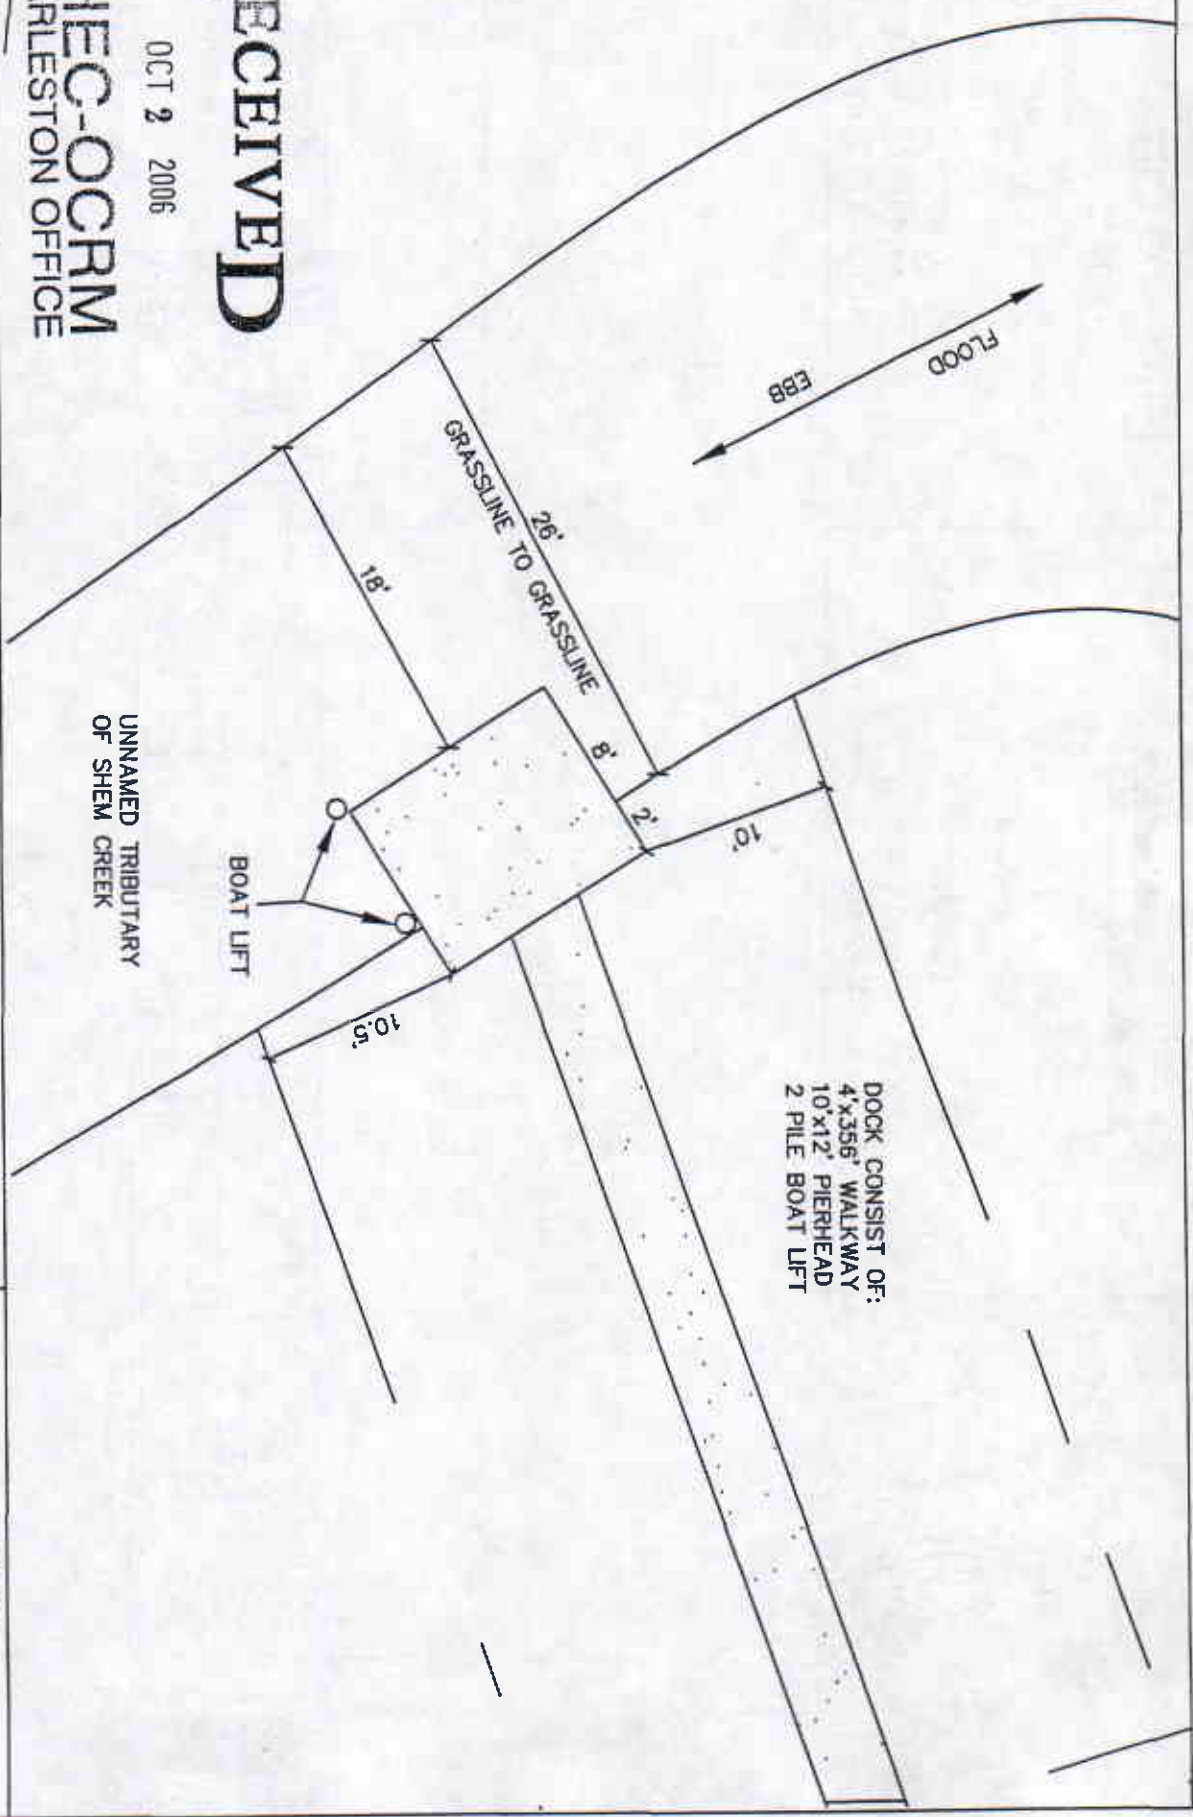 FLOOD
EBB
DOCK CONSIST OF:
4'x356' WALKWAY
10'x12' PIERHEAD
2 PILE BOAT LIFT
26'
GRASSLINE TO GRASSLINE
8'
2'
10'
18'
10.5'
BOAT LIFT
UNNAMED TRIBUTARY
OF SHEM CREEK
ECEIVED
OCT 2 2006
HEC-OCRM
ARLESTON OFFICE